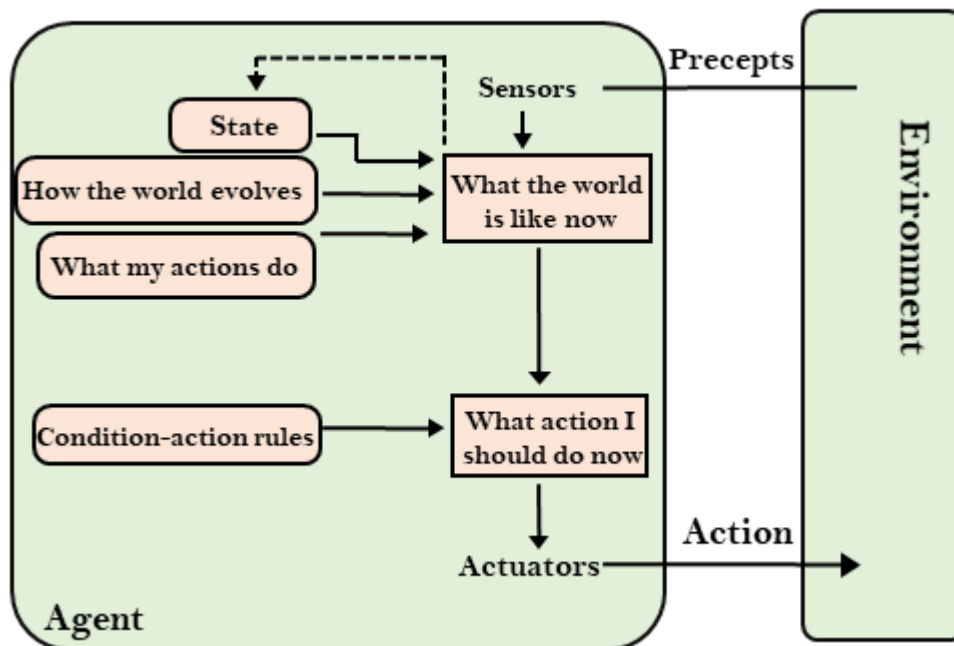 Precepts
Sensors
State
How the world evolves
What the world
is like now
What my actions do
Environment
Condition-action rules
What action I
should do now
Action
Actuators
Agent